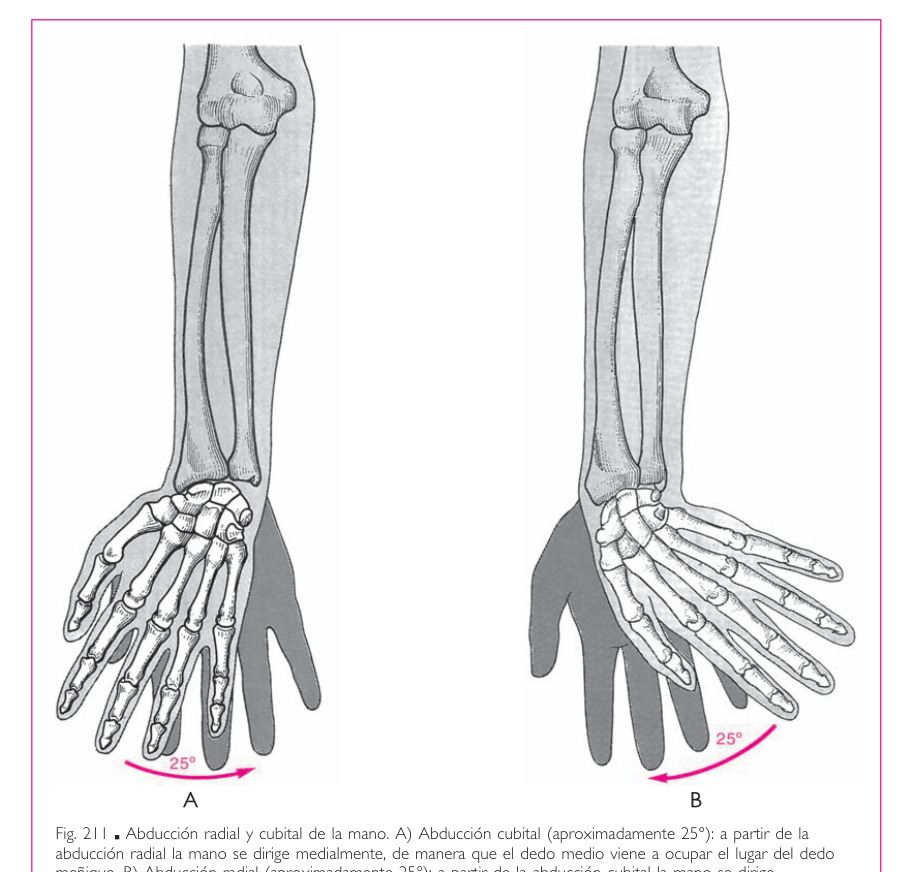 25°
25°
A
B
Fig. 211 ■ Abducción radial y cubital de la mano. A) Abducción cubital (aproximadamente 25°): a partir de la
abducción radial la mano se dirige medialmente, de manera que el dedo medio viene a ocupar el lugar del dedo
meñique. B) Abducción radial (aproximadamente 25°): a partir de la abducción cubital la mano se dirige